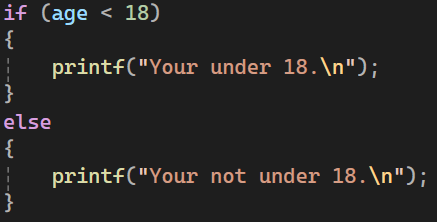 if (age < 18)
{
    printf("Your under 18.\n");
}
else
{
    printf("Your not under 18.\n");
}